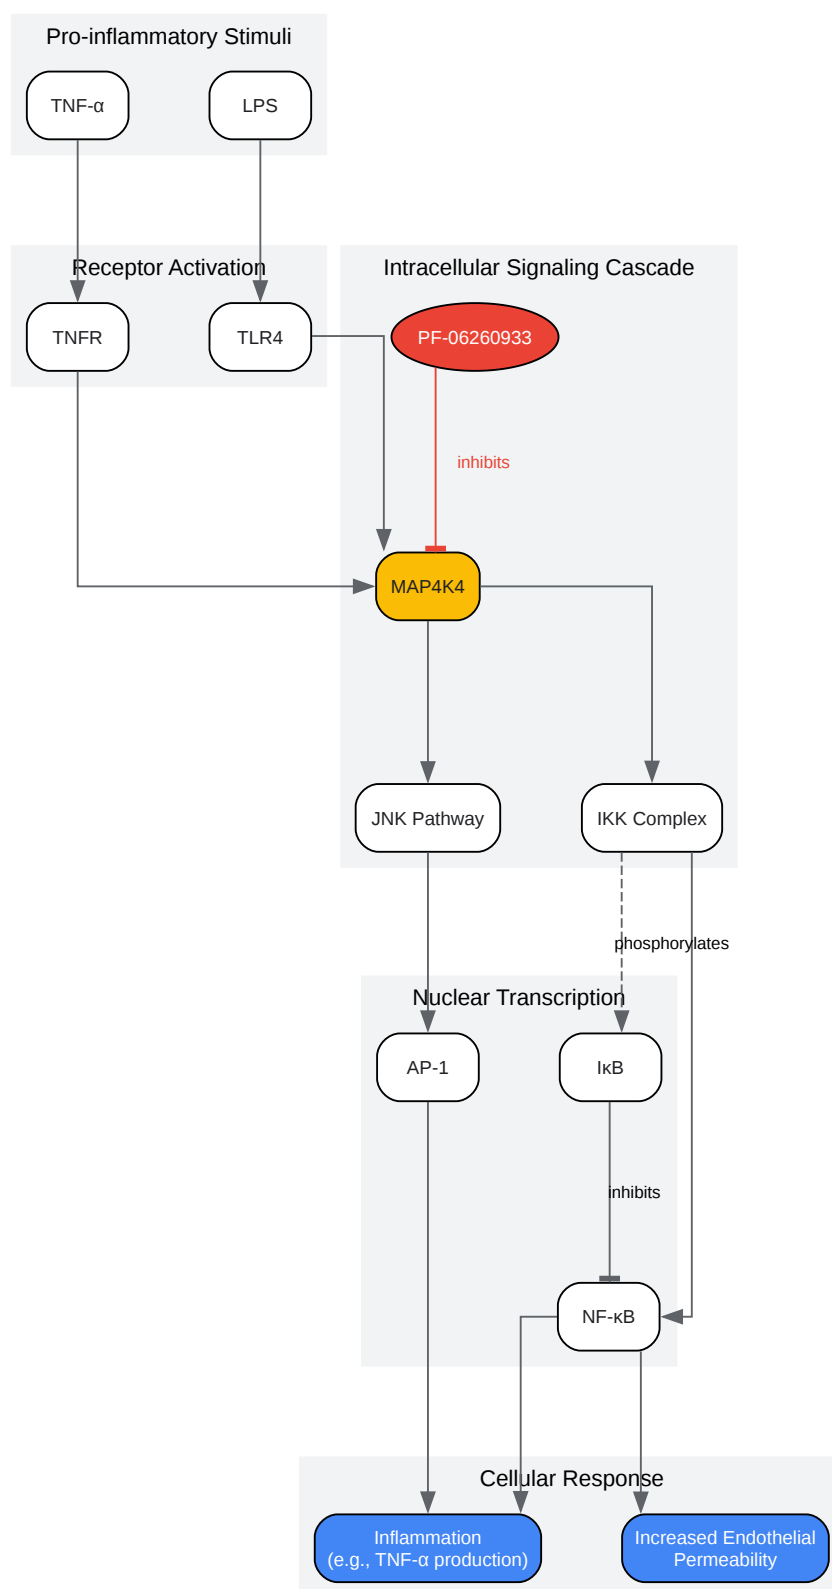 Pro-inflammatory Stimuli
TNF-α
LPS
Receptor Activation
Intracellular Signaling Cascade
TNFR
TLR4
PF-06260933
inhibits
MAP4K4
JNK Pathway
IKK Complex
phosphorylates
Nuclear Transcription
AP-1
IκB
inhibits
NF-κB
Cellular Response
Inflammation
(e.g., TNF-α production)
Increased Endothelial
Permeability